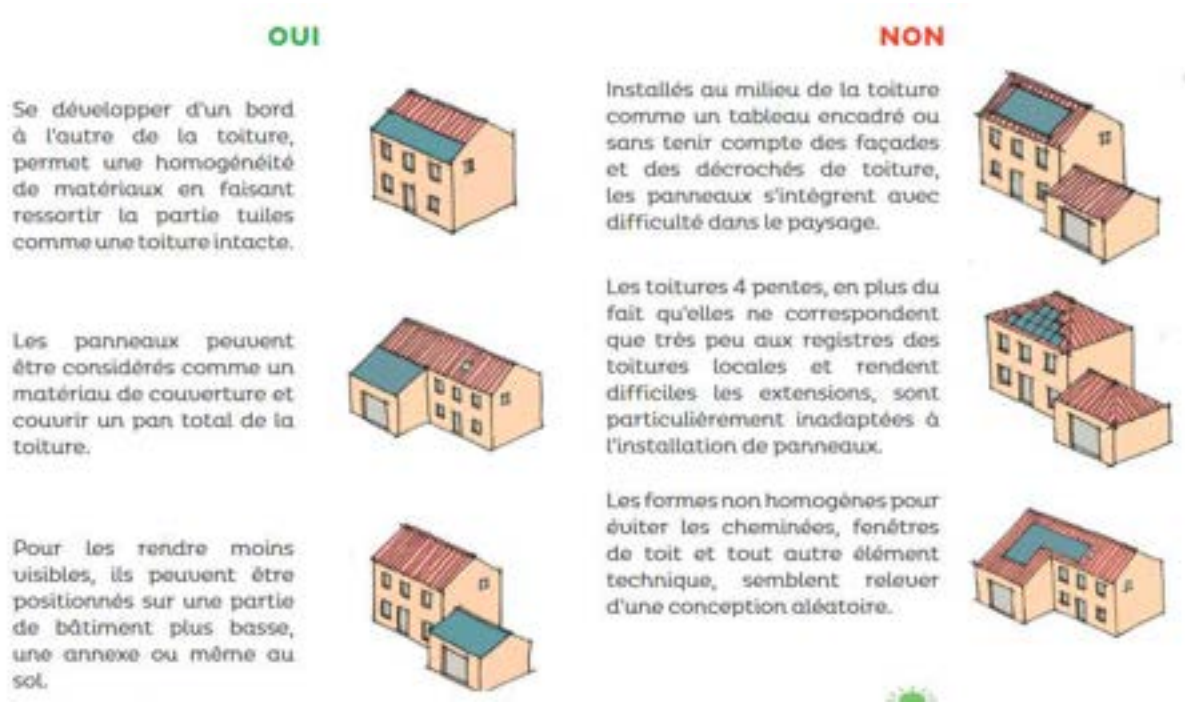 OUI
Se développer d'un bord
à l'autre de la toiture,
permet une homogénéité
de matériaux en faisant
ressortir la partie tuiles
comme une toiture intacte.
Les panneaux peuvent
être considérés comme un
matériau de couverture et
couvrir un pan total de la
toiture.
Pour les rendre moins
visibles, ils peuvent être
positionnés sur une partie
de bâtiment plus basse,
une annexe ou même au
sol.
NON
Installés au milieu de la toiture
comme un tableau encadré ou
sans tenir compte des façades
et des décrochés de toiture,
les panneaux s'intègrent avec
difficulté dans le paysage.
Les toitures 4 pentes, en plus du
fait qu'elles ne correspondent
que très peu aux registres des
toitures locales et rendent
difficiles les extensions, sont
particulièrement inadaptées à
l'installation de panneaux.
Les formes non homogènes pour
éviter les cheminées, fenêtres
de toit et tout autre élément
technique, semblent relever
d'une conception aléatoire.